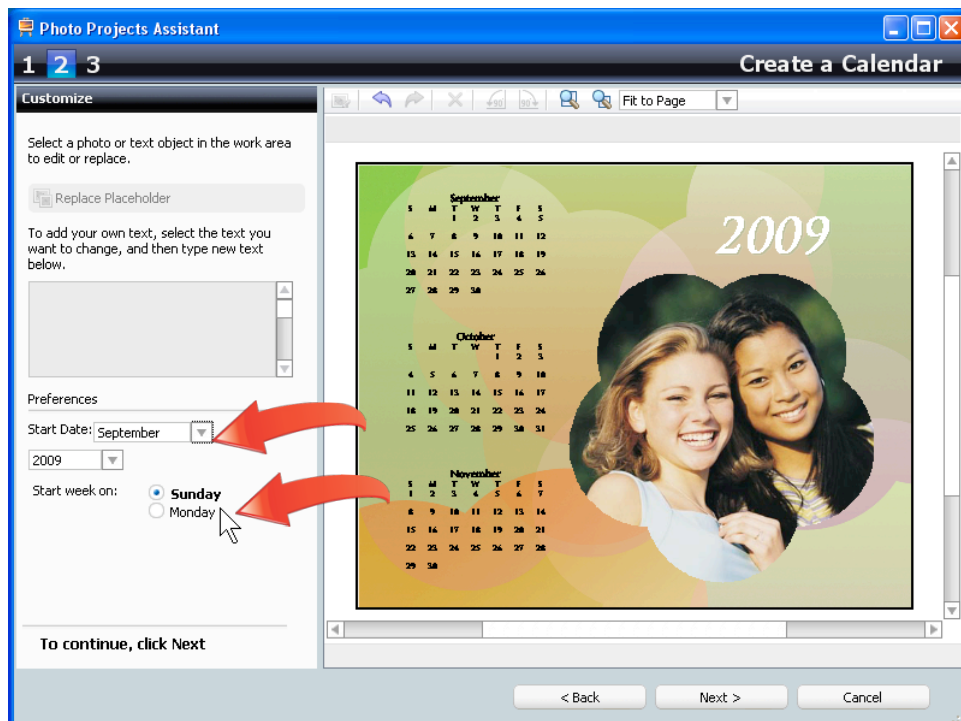 Photo Projects Assistant
1 2 3
Create a Calendar
Customize
90
90
Fit to Page
Select a photo or text object in the work area
to edit or replace.
Replace Placeholder
To add your own text, select the text you
want to change, and then type new text
below.
Preferences
Start Date:
September
2009
Start week on:
Sunday
Monday
To continue, click Next
September
S M T W T F S
1 2 3 4 5
6 7 8 9 10 11 12
13 14 15 16 17 18 19
20 21 22 23 24 25 26
27 28 29 30
October
S M T W T F S
1 2 3
4 5 6 7 8 9 10
11 12 13 14 15 16 17
18 19 20 21 22 23 24
25 26 27 28 29 30 31
November
S M T W T F S
1 2 3 4 5 6 7
8 9 10 11 12 13 14
15 16 17 18 19 20 21
22 23 24 25 26 27 28
29 30
2009
< Back
Next >
Cancel